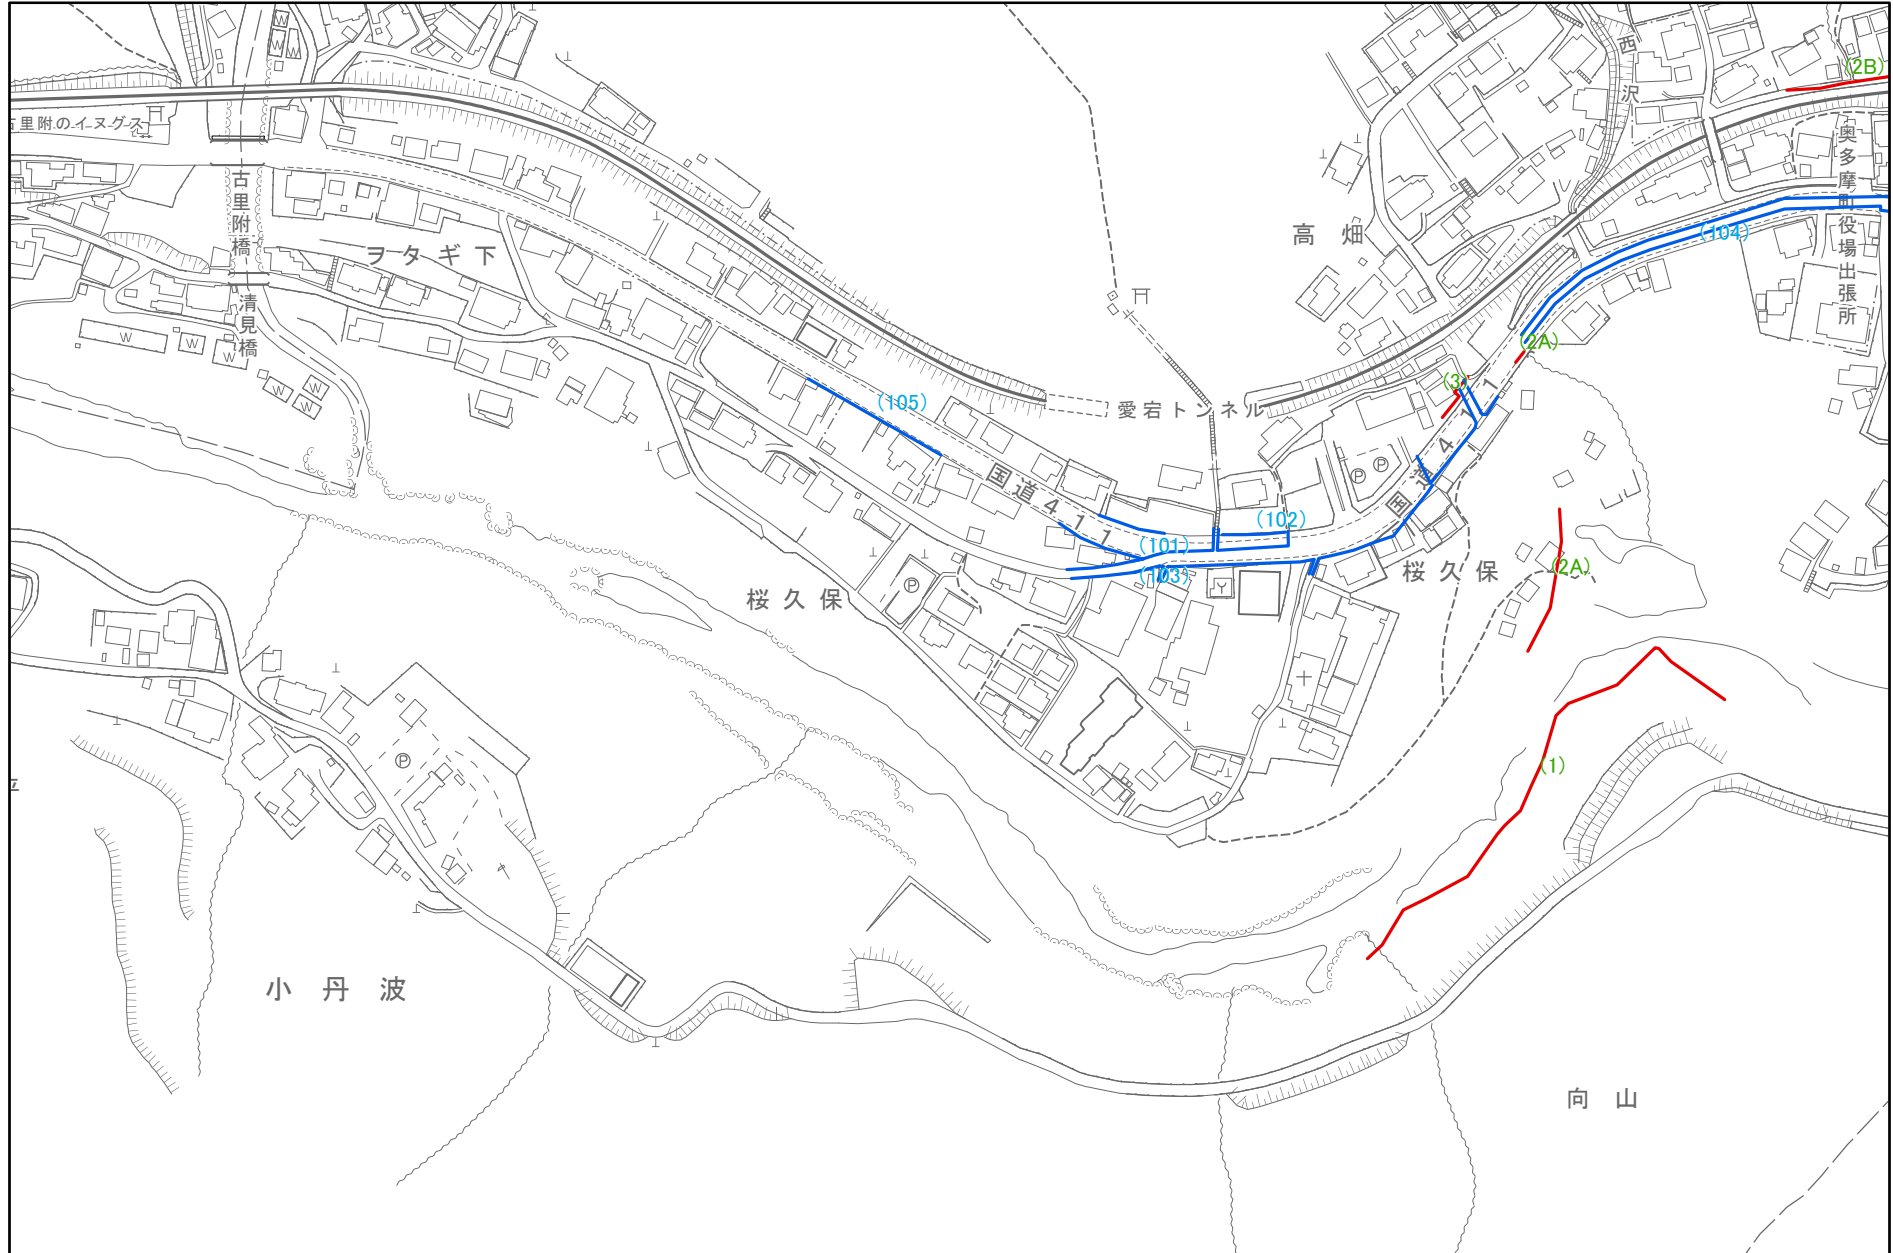 (2B)
西沢
古里附のイヌグス
奥多摩町役場出張所
古里附橋
ヲタギ下
高畑
(104)
清見橋
W
W
W
W
W
W
W
W
W
(2A)
(3)
(105)
愛宕トンネル
国道411
国道411
P
P
(102)
(101)
(103)
桜久保
桜久保
(2A)
P
(1)
P
小丹波
向山